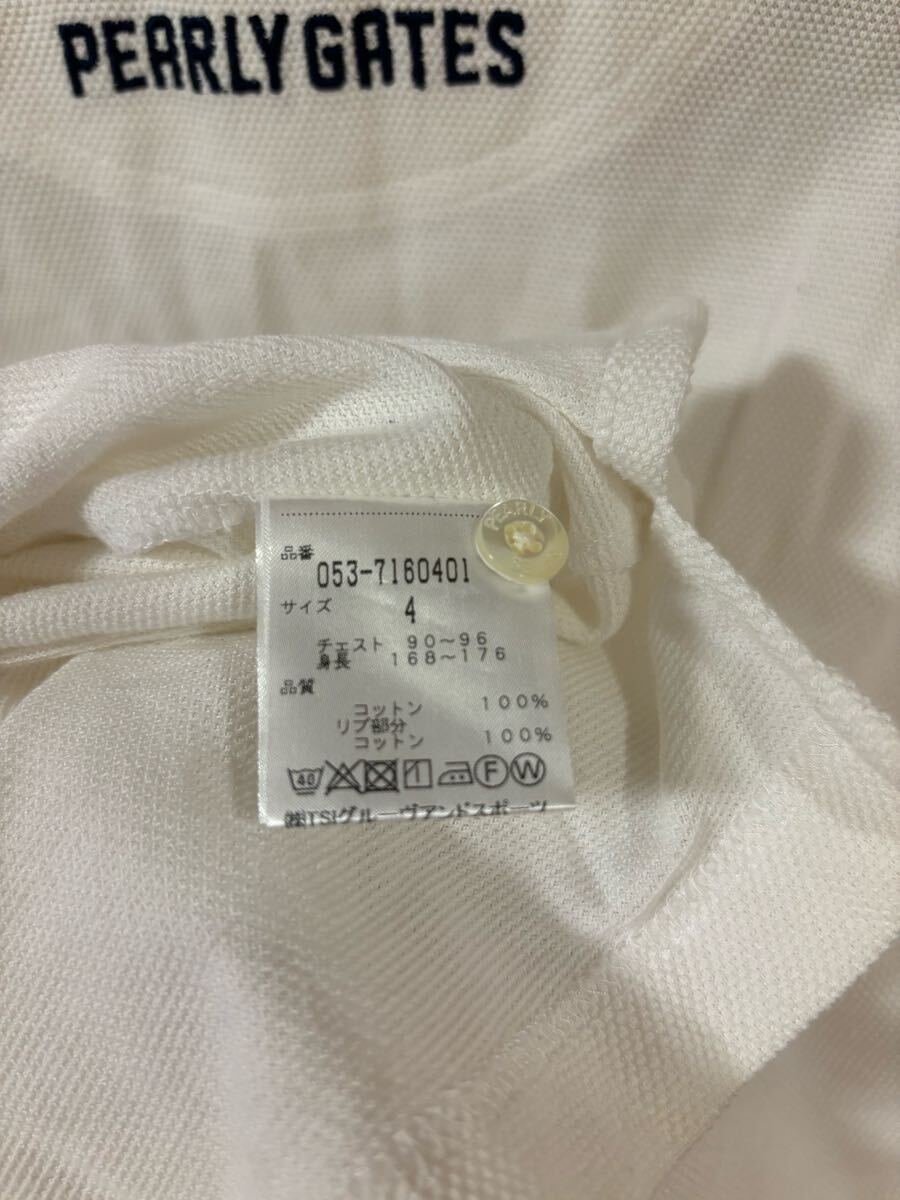 PEARLY GATES
PEARLY
品番
053-7160401
サイズ 4
チェスト 90～96
身長 168～176
品質
コットン 100%
リブ部分
コットン 100%
40 F W
㈱TSIグルーヴアンドスポーツ